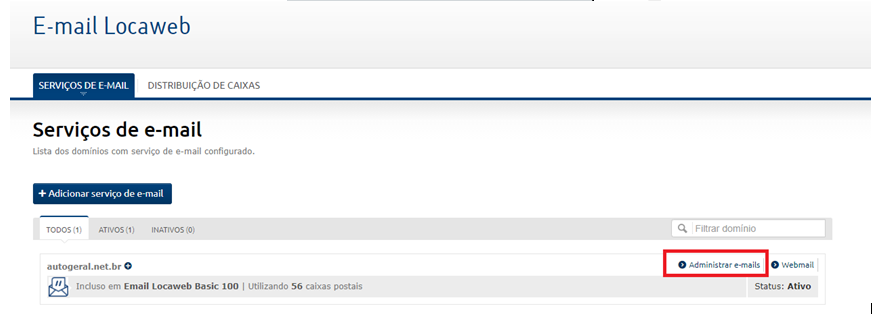 E-mail Locaweb
SERVIÇOS DE E-MAIL DISTRIBUIÇÃO DE CAIXAS
Serviços de e-mail
Lista dos domínios com serviço de e-mail configurado.
+ Adicionar serviço de e-mail
TODOS (1) ATIVOS (1) INATIVOS (0) Filtrar domínio
autogeral.net.br Administrar e-mails Webmail
Incluso em Email Locaweb Basic 100 | Utilizando 56 caixas postais Status: Ativo